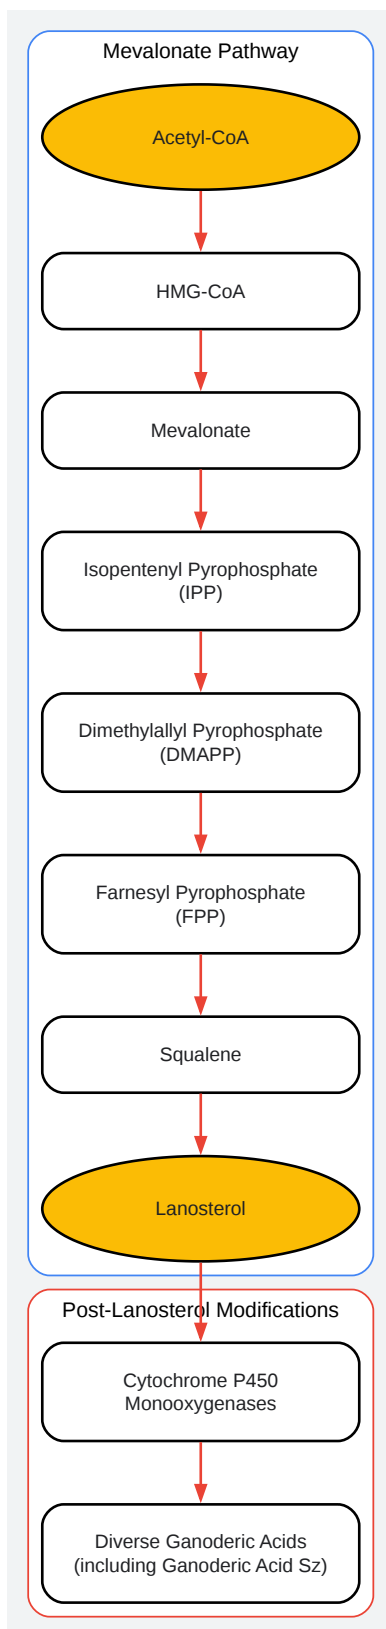 Mevalonate Pathway
Acetyl-CoA
HMG-CoA
Mevalonate
Isopentenyl Pyrophosphate
(IPP)
Dimethylallyl Pyrophosphate
(DMAPP)
Farnesyl Pyrophosphate
(FPP)
Squalene
Lanosterol
Post-Lanosterol Modifications
Cytochrome P450
Monooxygenases
Diverse Ganoderic Acids
(including Ganoderic Acid Sz)